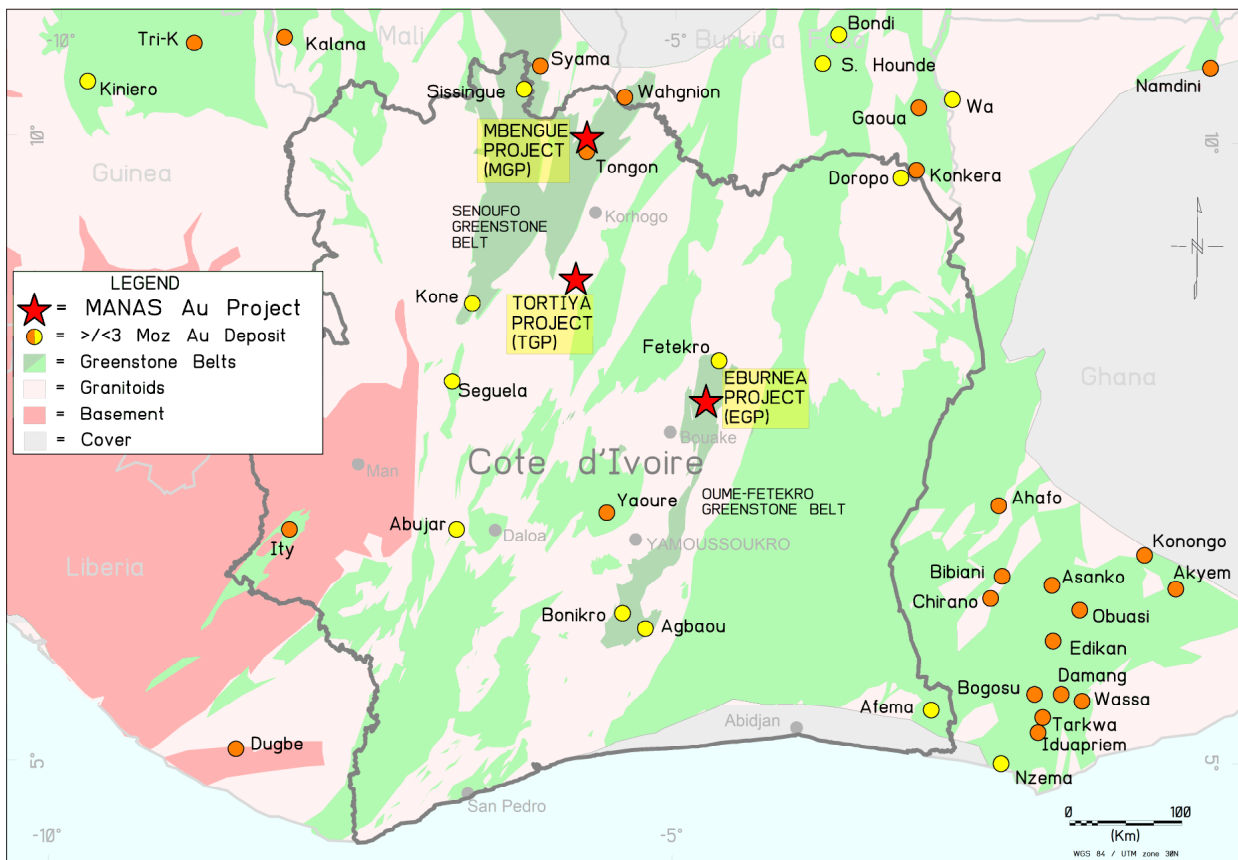 -10°
Tri-K
Kalana
Mali
-5°
Burkina Faso
Bondi
Kiniero
Syama
Sissingue
Wahgnion
S. Hounde
Namdini
Gaoua
Wa
10°
MBENGUE
PROJECT
(MGP)
Tongon
10°
Guinea
Doropo
Konkera
SENOUFO
GREENSTONE
BELT
Korhogo
N
LEGEND
= MANAS Au Project
= >/<3 Moz Au Deposit
= Greenstone Belts
= Granitoids
= Basement
= Cover
Kone
TORTIYA
PROJECT
(TGP)
Fetekro
EBURNEA
PROJECT
(EGP)
Ghana
Seguela
Bouake
Man
Cote d'Ivoire
OUME-FETEKRO
GREENSTONE BELT
Yaoure
Ahafo
Abujar
Daloa
YAMOUSSOUKRO
Ity
Liberia
Konongo
Bibiani
Asanko
Akyem
Chirano
Obuasi
Bonikro
Agbaou
Edikan
Damang
Bogosu
Wassa
Afema
Abidjan
Tarkwa
Iduapriem
Dugbe
5°
Nzema
5°
San Pedro
0 100
(Km)
-10°
-5°
WGS 84 / UTM zone 30N